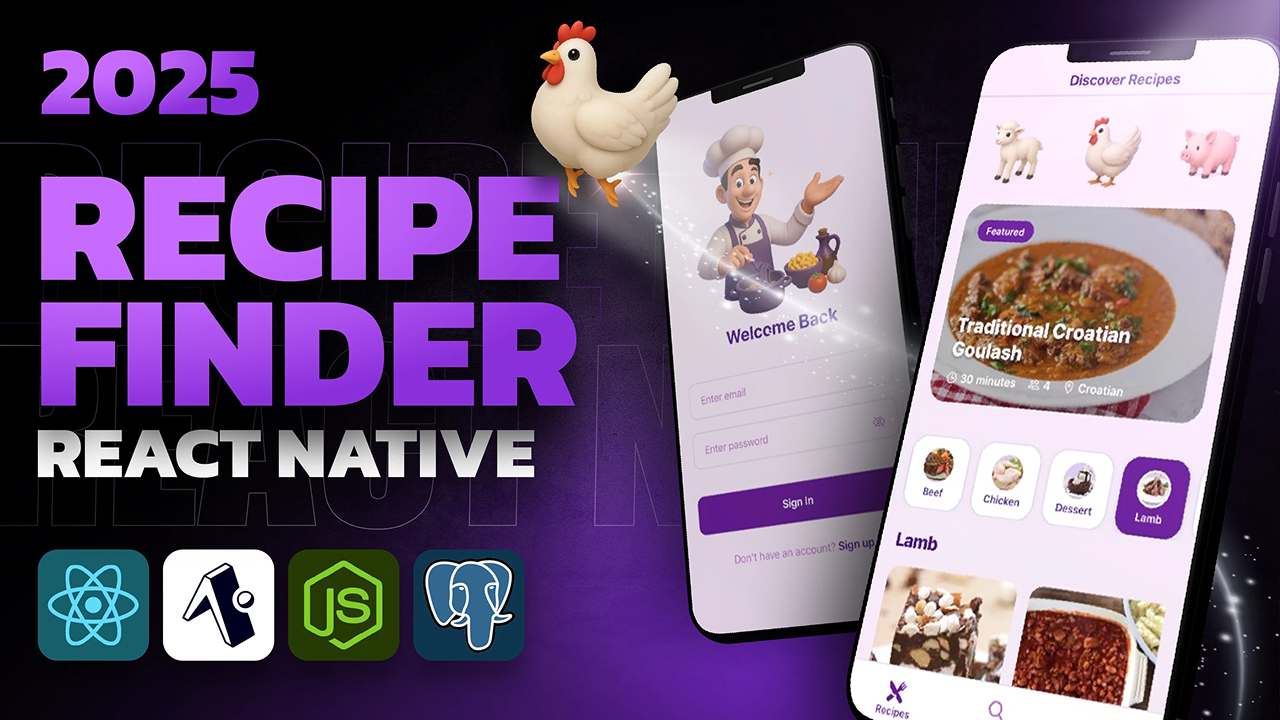 2025
RECIPE
FINDER
REACT NATIVE
JS
Welcome Back
Enter email
Enter password
Sign In
Don't have an account? Sign up
Discover Recipes
Featured
Traditional Croatian
Goulash
30 minutes 4 Croatian
Beef Chicken Dessert Lamb
Lamb
Recipes